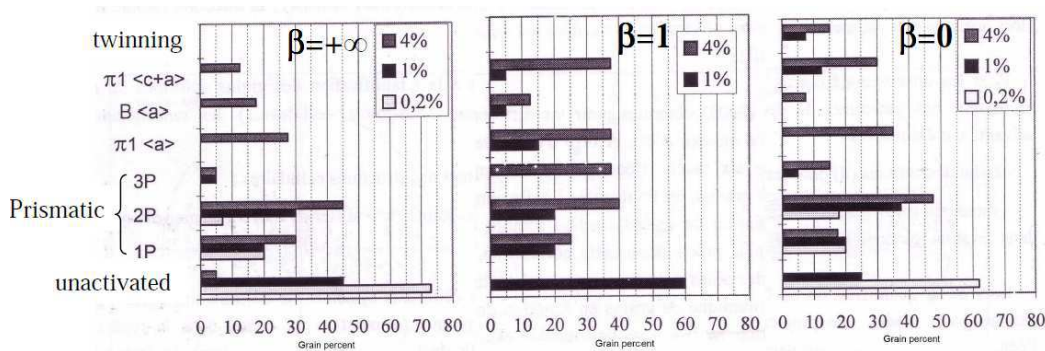 twinning
π1 <c+a>
B <a>
π1 <a>
3P
Prismatic
2P
1P
unactivated
β=+∞
4%
1%
0,2%
0 10 20 30 40 50 60 70 80
Grain percent
β=1
4%
1%
0 10 20 30 40 50 60 70 80
Grain percent
β=0
4%
1%
0,2%
0 10 20 30 40 50 60 70 80
Grain percent